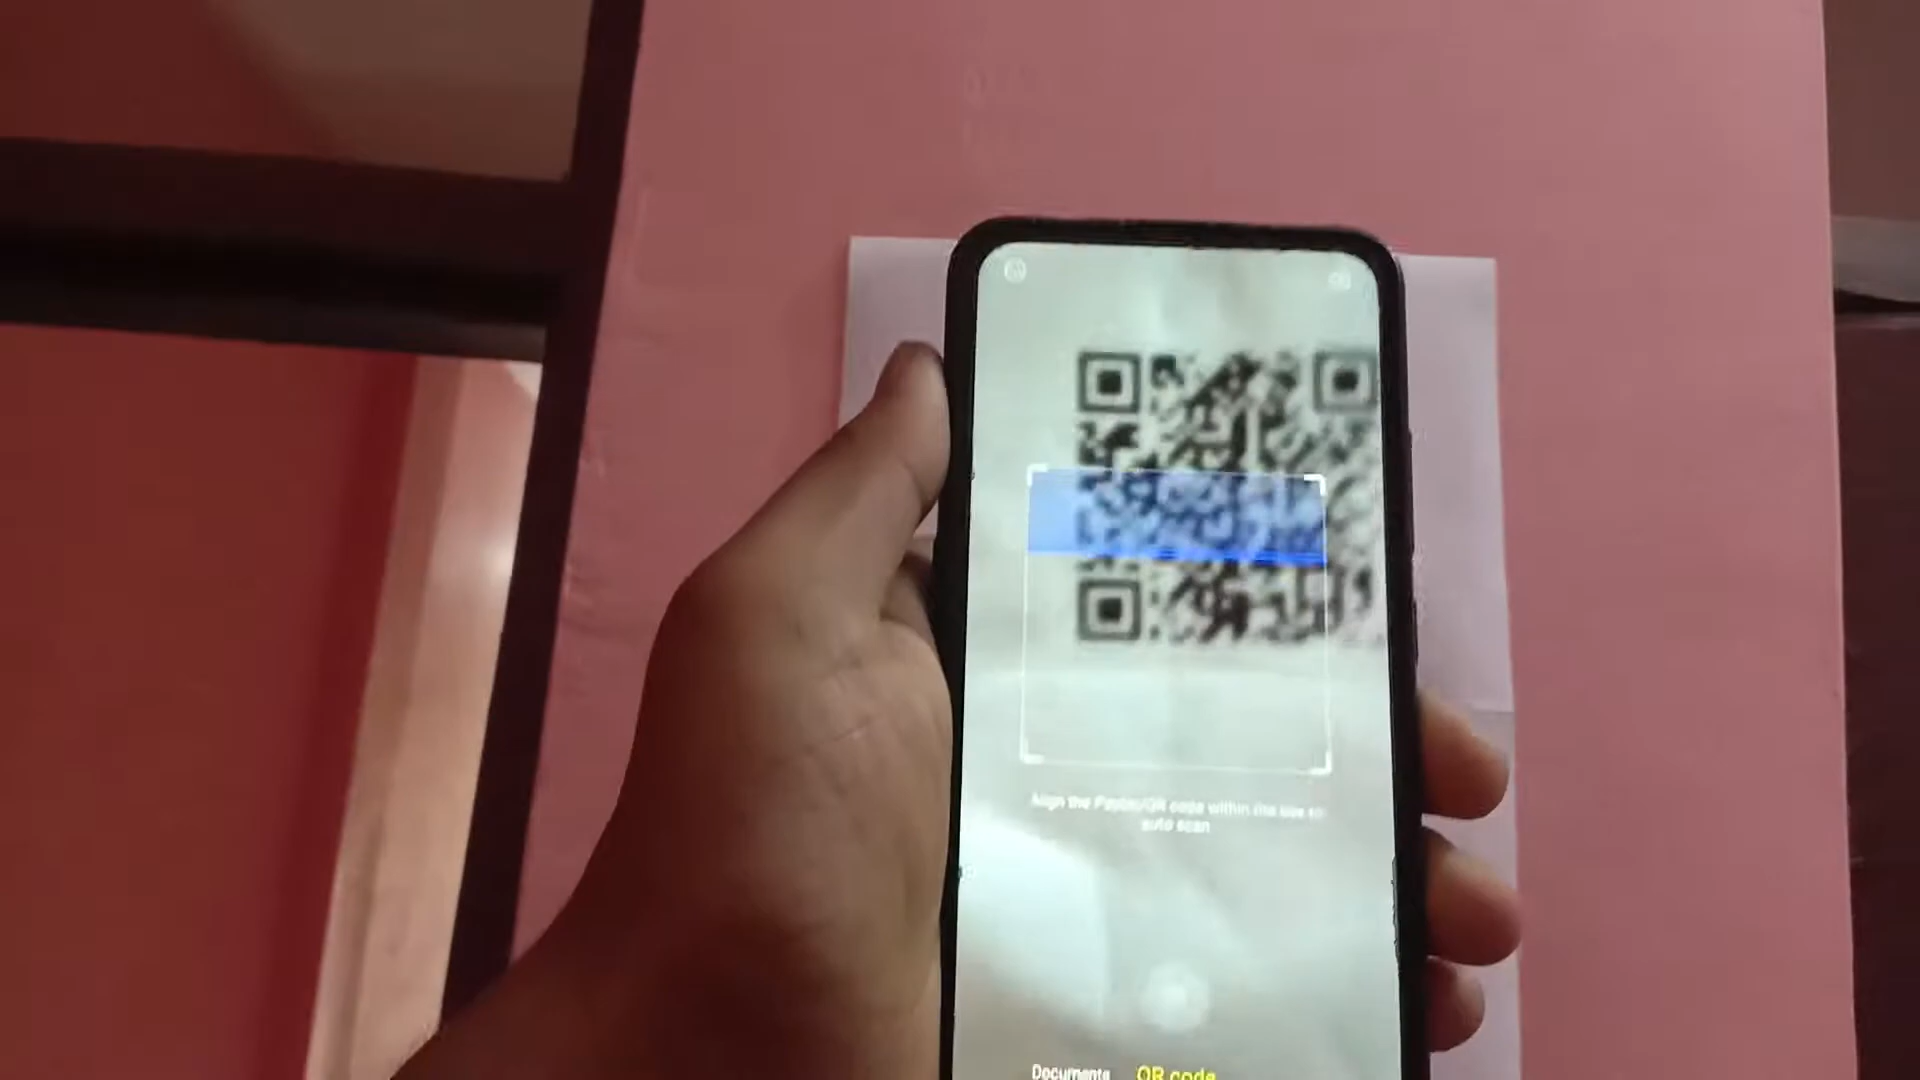 Align the Paytm/QR code within the box to
auto scan
Documents QR code